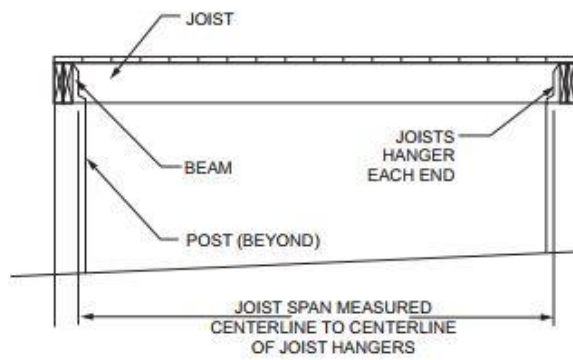 JOIST
JOISTS
HANGER
EACH END
BEAM
POST (BEYOND)
JOIST SPAN MEASURED
CENTERLINE TO CENTERLINE
OF JOIST HANGERS